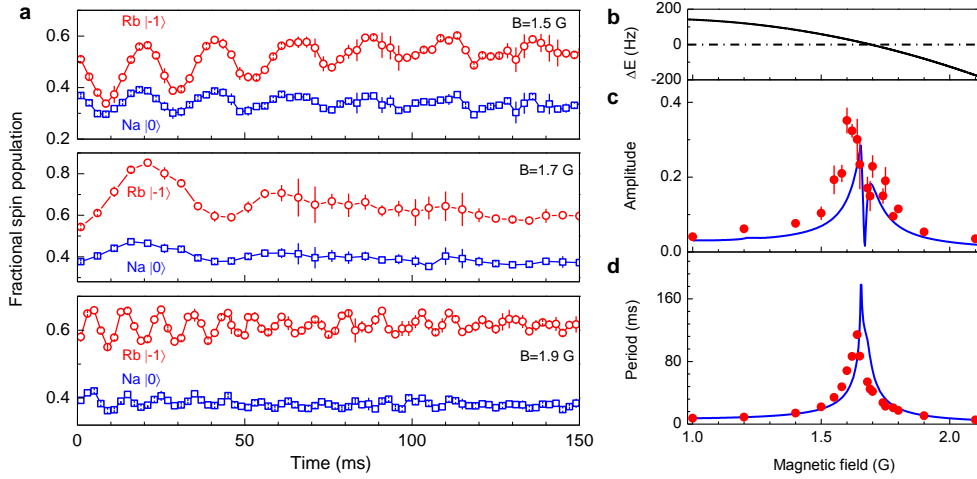 a
Fractional spin population
Rb |-1⟩
B=1.5 G
0.6
0.4
Na |0⟩
0.2
B=1.7 G
0.8
Rb |-1⟩
0.6
Na |0⟩
0.4
0.6
Rb |-1⟩
B=1.9 G
Na |0⟩
0.4
0
50
100
150
Time (ms)
b
200
0
-200
ΔE (Hz)
c
0.4
0.2
0.0
Amplitude
d
160
80
0
Period (ms)
1.0
1.5
2.0
Magnetic field (G)